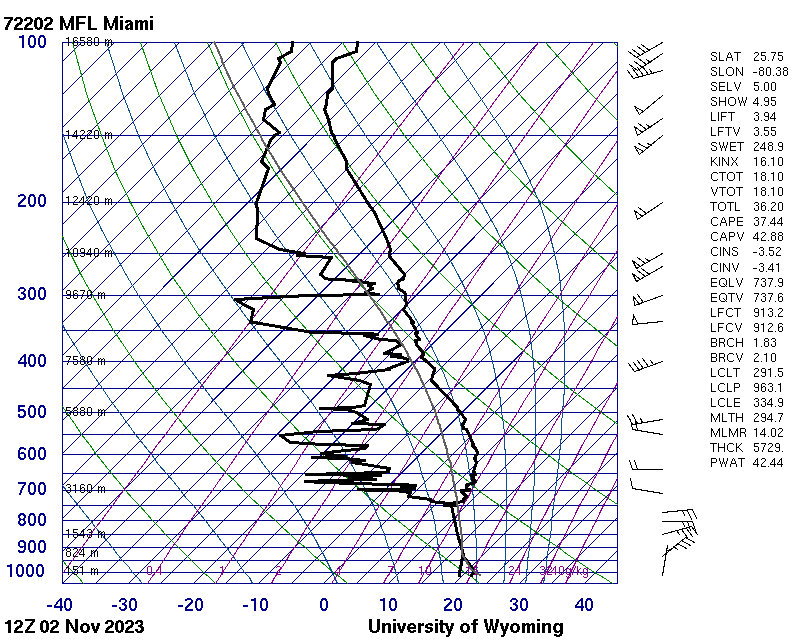 72202 MFL Miami
100
16580 m
14220 m
200
12420 m
10940 m
300
9670 m
400
7580 m
500
5880 m
600
700
3160 m
800
1543 m
900
824 m
1000
151 m
0.4 1 2 4 7 10 16 24 32 40g/kg
-40 -30 -20 -10 0 10 20 30 40
12Z 02 Nov 2023 University of Wyoming
SLAT 25.75
SLON -80.38
SELV 5.00
SHOW 4.95
LIFT 3.94
LFTV 3.55
SWET 248.9
KINX 16.10
CTOT 18.10
VTOT 18.10
TOTL 36.20
CAPE 37.44
CAPV 42.88
CINS -3.52
CINV -3.41
EQLV 737.9
EQTV 737.6
LFCT 913.2
LFCV 912.6
BRCH 1.83
BRCV 2.10
LCLT 291.5
LCLP 963.1
LCLE 334.9
MLTH 294.7
MLMR 14.02
THCK 5729.
PWAT 42.44